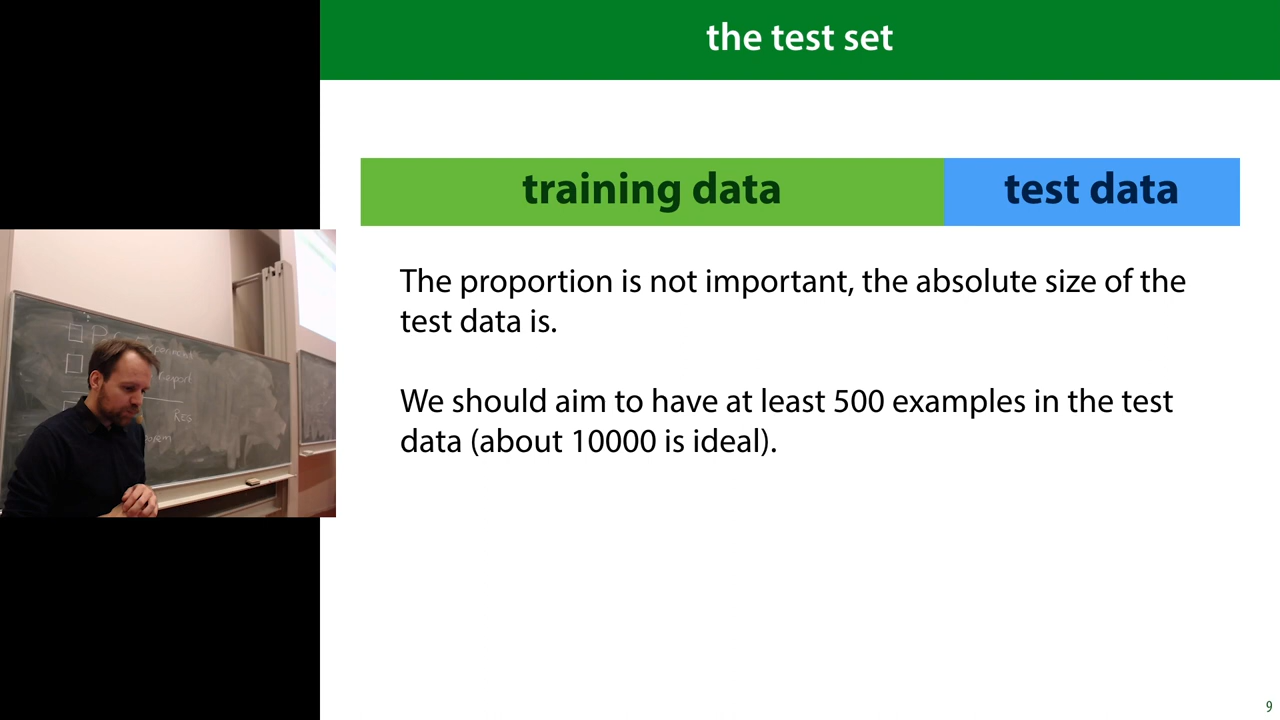 the test set
training data
test data
The proportion is not important, the absolute size of the
test data is.
We should aim to have at least 500 examples in the test
data (about 10000 is ideal).
Res
9